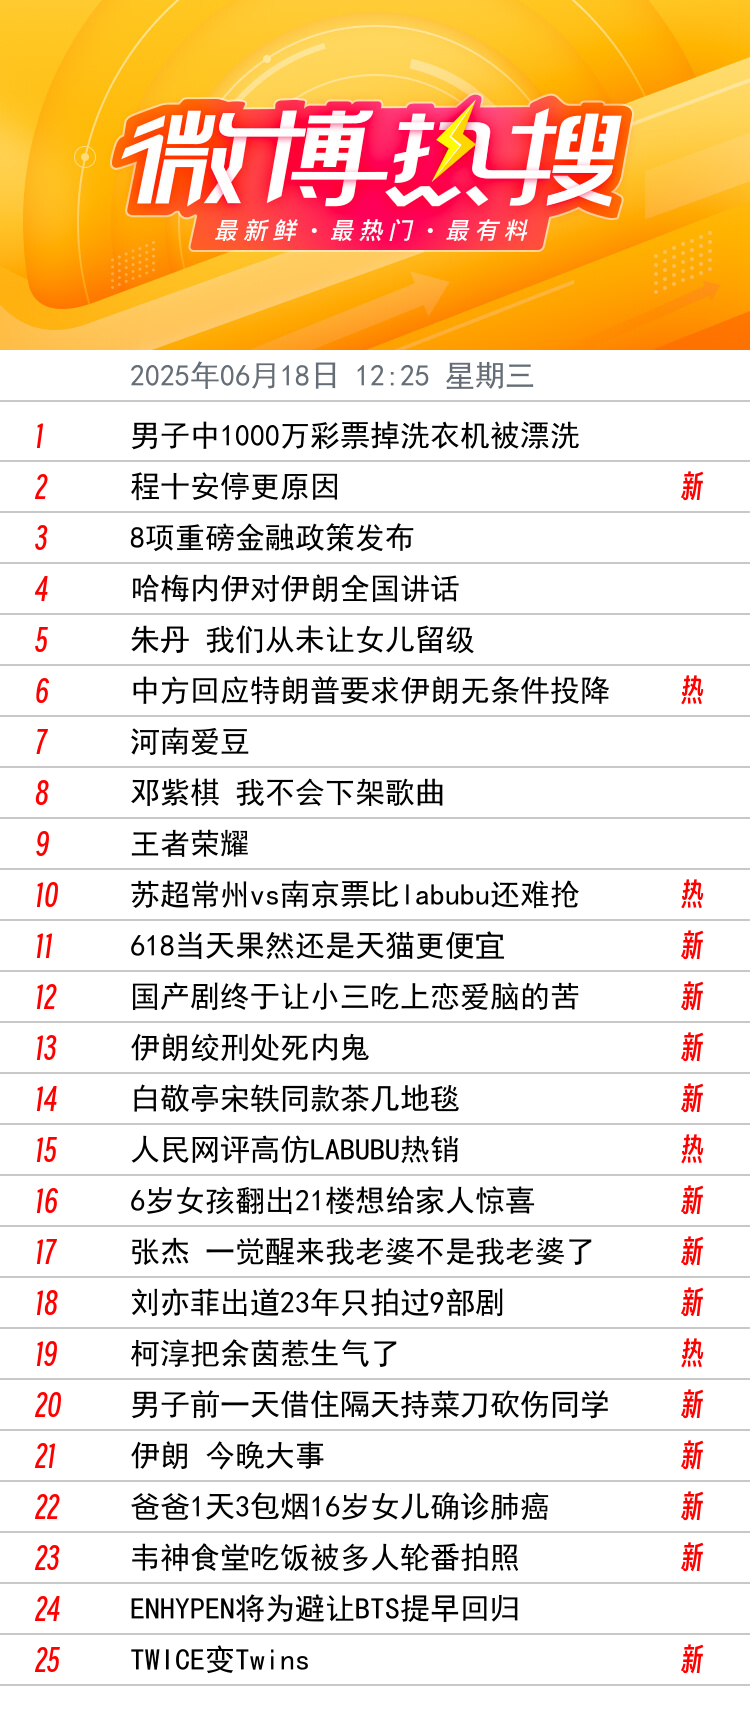 微博热搜
最新鲜·最热门·最有料
2025年06月18日 12:25 星期三
1 男子中1000万彩票掉洗衣机被漂洗
2 程十安停更原因 新
3 8项重磅金融政策发布
4 哈梅内伊对伊朗全国讲话
5 朱丹 我们从未让女儿留级
6 中方回应特朗普要求伊朗无条件投降 热
7 河南爱豆
8 邓紫棋 我不会下架歌曲
9 王者荣耀
10 苏超常州vs南京票比labubu还难抢 热
11 618当天果然还是天猫更便宜 新
12 国产剧终于让小三吃上恋爱脑的苦 新
13 伊朗绞刑处死内鬼 新
14 白敬亭宋轶同款茶几地毯 新
15 人民网评高仿LABUBU热销 热
16 6岁女孩翻出21楼想给家人惊喜 新
17 张杰 一觉醒来我老婆不是我老婆了 新
18 刘亦菲出道23年只拍过9部剧 新
19 柯淳把余茵惹生气了 热
20 男子前一天借住隔天持菜刀砍伤同学 新
21 伊朗 今晚大事 新
22 爸爸1天3包烟16岁女儿确诊肺癌 新
23 韦神食堂吃饭被多人轮番拍照 新
24 ENHYPEN将为避让BTS提早回归
25 TWICE变Twins 新